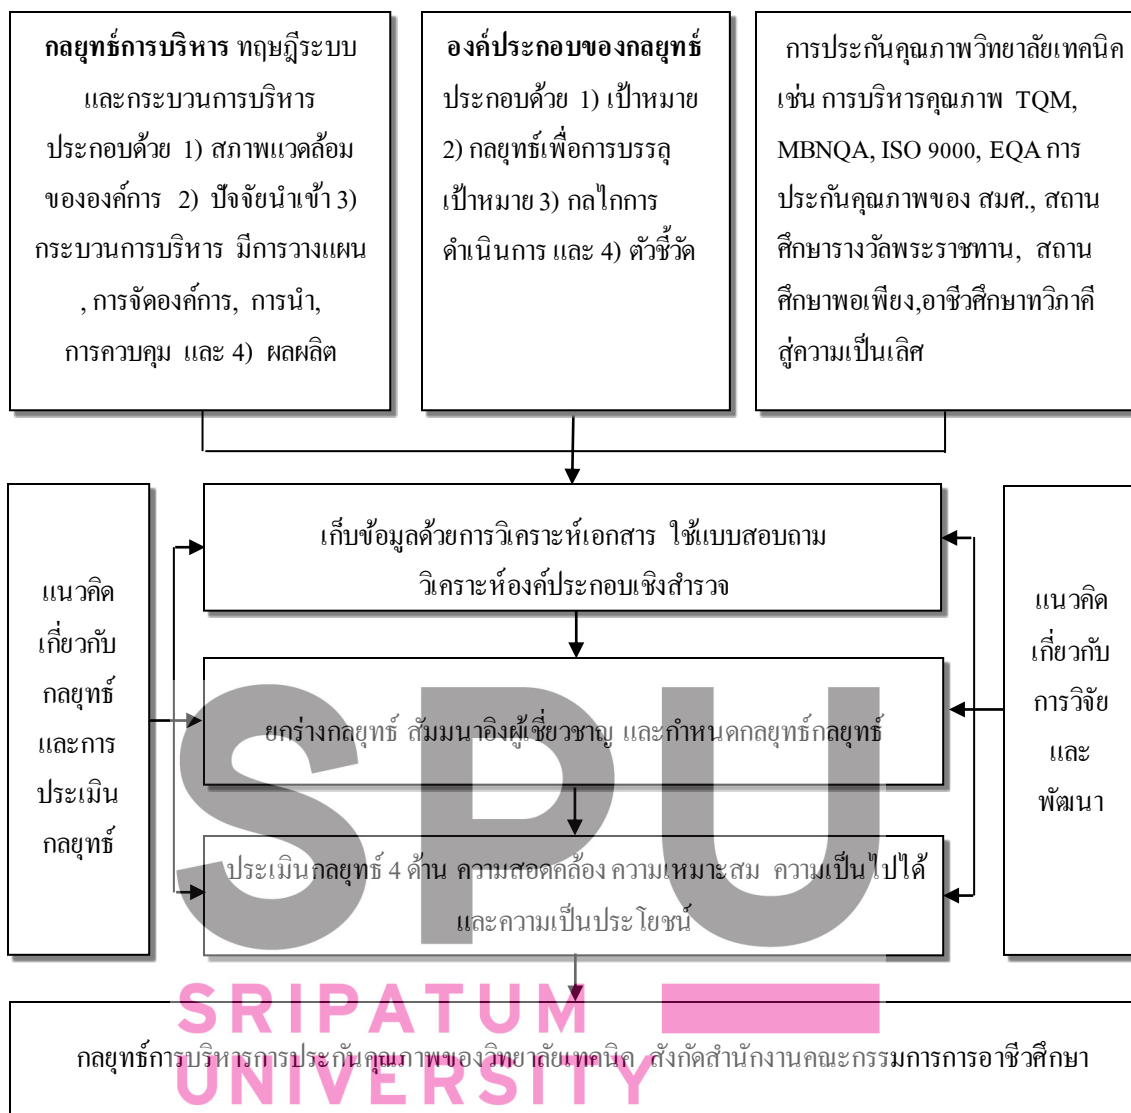 กลยุทธ์การบริหาร ทฤษฎีระบบ
และกระบวนการบริหาร
ประกอบด้วย 1) สภาพแวดล้อม
ขององค์การ 2) ปัจจัยนำเข้า 3)
กระบวนการบริหาร มีการวางแผน
, การจัดองค์การ, การนำ,
การควบคุม และ 4) ผลผลิต
องค์ประกอบของกลยุทธ์
ประกอบด้วย 1) เป้าหมาย
2) กลยุทธ์เพื่อการบรรลุ
เป้าหมาย 3) กลไกการ
ดำเนินการ และ 4) ตัวชี้วัด
การประกันคุณภาพวิทยาลัยเทคนิค
เช่น การบริหารคุณภาพ TQM,
MBNQA, ISO 9000, EQA การ
ประกันคุณภาพของ สมศ., สถาน
ศึกษารางวัลพระราชทาน, สถาน
ศึกษาพอเพียง,อาชีวศึกษาทวิภาคี
สู่ความเป็นเลิศ
แนวคิด
เกี่ยวกับ
กลยุทธ์
และการ
ประเมิน
กลยุทธ์
เก็บข้อมูลด้วยการวิเคราะห์เอกสาร ใช้แบบสอบถาม
วิเคราะห์องค์ประกอบเชิงสำรวจ
ยกร่างกลยุทธ์ สัมมนาอิงผู้เชี่ยวชาญ และกำหนดกลยุทธ์กลยุทธ์
ประเมินกลยุทธ์ 4 ด้าน ความสอดคล้อง ความเหมาะสม ความเป็นไปได้
และความเป็นประโยชน์
แนวคิด
เกี่ยวกับ
การวิจัย
และ
พัฒนา
กลยุทธ์การบริหารการประกันคุณภาพของวิทยาลัยเทคนิค สังกัดสำนักงานคณะกรรมการการอาชีวศึกษา
SPU
SRIPATUM
UNIVERSITY